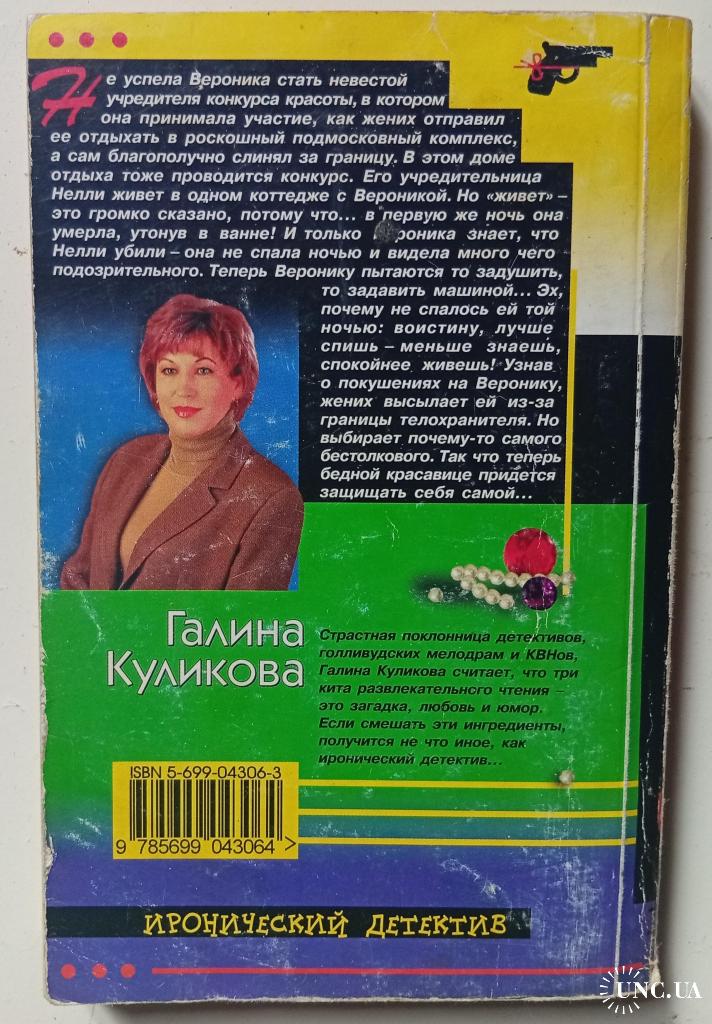 Не успела Вероника стать невестой
учредителя конкурса красоты, в котором
она принимала участие, как жених отправил
ее отдыхать в роскошный подмосковный комплекс,
а сам благополучно слинял за границу. В этом доме
отдыха тоже проводится конкурс. Его учредительница
Нелли живет в одном коттедже с Вероникой. Но «живет» –
это громко сказано, потому что... в первую же ночь она
умерла, утонув в ванне! И только ероника знает, что
Нелли убили – она не спала ночью и видела много чего
подозрительного. Теперь Веронику пытаются то задушить,
то задавить машиной... Эх,
почему не спалось ей той
ночью: воистину, лучше
спишь – меньше знаешь,
спокойнее живешь! Узнав
о покушениях на Веронику,
жених высылает ей из-за
границы телохранителя. Но
выбирает почему-то самого
бестолкового. Так что теперь
бедной красавице придется
защищать себя самой...
Галина
Куликова
Страстная поклонница детективов,
голливудских мелодрам и КВНов,
Галина Куликова считает, что три
кита развлекательного чтения –
это загадка, любовь и юмор.
Если смешать эти ингредиенты,
получится не что иное, как
иронический детектив...
ISBN 5-699-04306-3
9 785699 043064 >
ИРОНИЧЕСКИЙ ДЕТЕКТИВ
UNC.UA